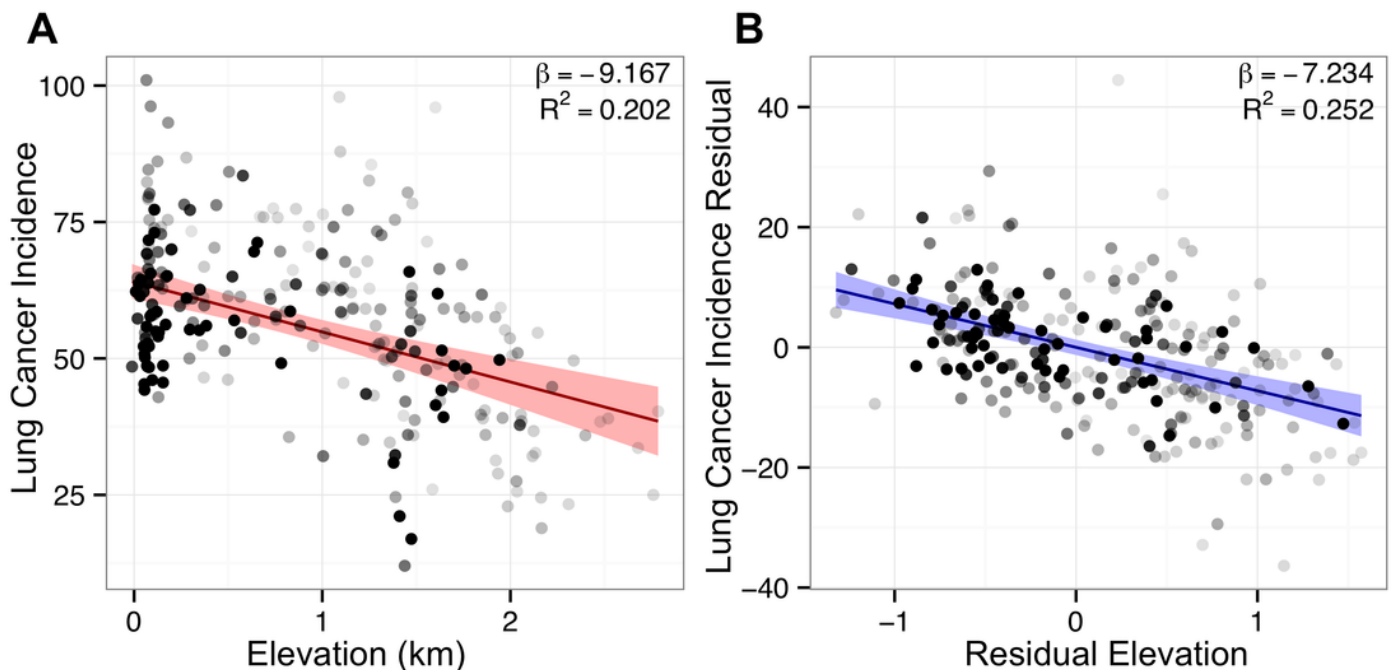 A
β = −9.167
R² = 0.202
100
75
50
25
Lung Cancer Incidence
0
1
2
Elevation (km)
B
β = −7.234
R² = 0.252
40
20
0
−20
−40
Lung Cancer Incidence Residual
−1
0
1
Residual Elevation